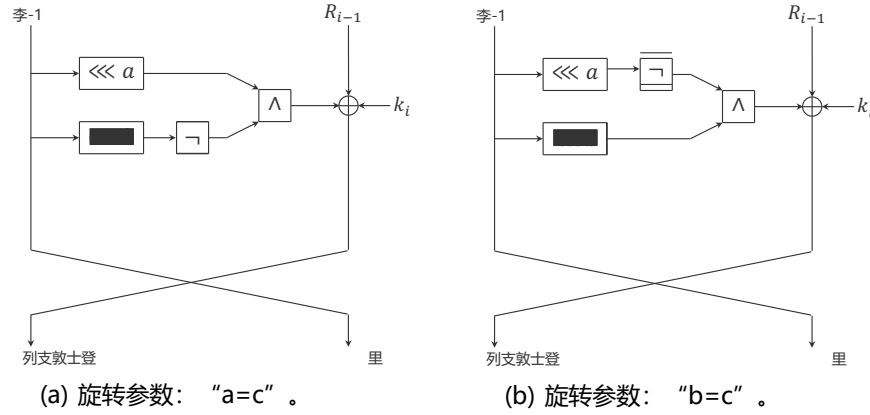 李-1
R_{i-1}
<<< a
∧
k_i
¬
列支敦士登
里
(a) 旋转参数： “a=c” 。
李-1
R_{i-1}
<<< a
¬
∧
k_i
列支敦士登
里
(b) 旋转参数： “b=c” 。